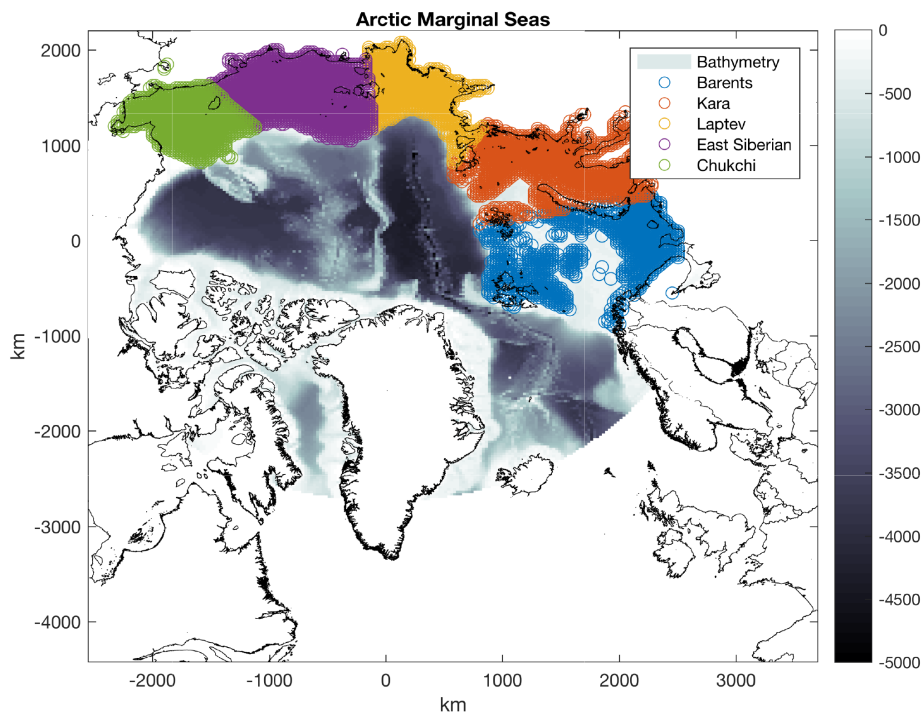 Arctic Marginal Seas
Bathymetry
Barents
Kara
Laptev
East Siberian
Chukchi
2000
1000
0
-1000
-2000
-3000
-4000
km
-2000 -1000 0 1000 2000 3000
km
0
-500
-1000
-1500
-2000
-2500
-3000
-3500
-4000
-4500
-5000